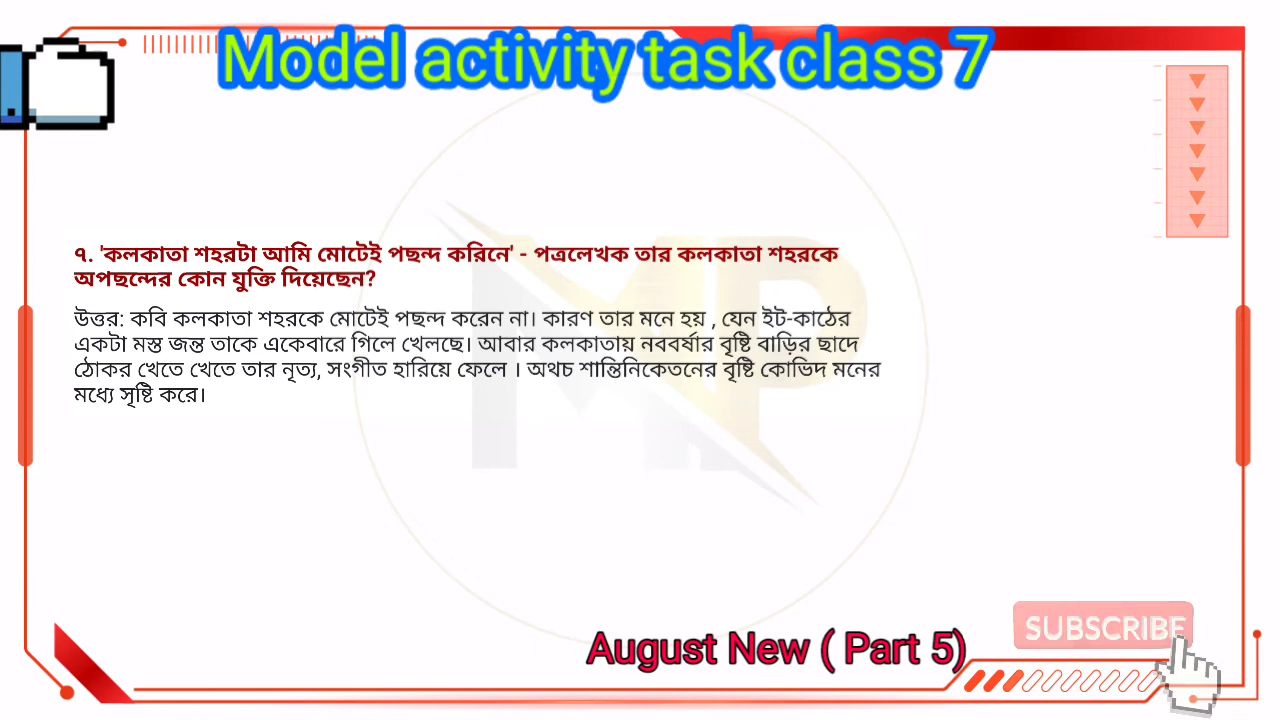 Model activity task class 7
৭. 'কলকাতা শহরটা আমি মোটেই পছন্দ করিনে' - পত্রলেখক তার কলকাতা শহরকে
অপছন্দের কোন যুক্তি দিয়েছেন?
উত্তর: কবি কলকাতা শহরকে মোটেই পছন্দ করেন না। কারণ তার মনে হয় , যেন ইট-কাঠের
একটা মস্ত জন্ত তাকে একেবারে গিলে খেলছে। আবার কলকাতায় নববর্ষার বৃষ্টি বাড়ির ছাদে
ঠোকর খেতে খেতে তার নৃত্য, সংগীত হারিয়ে ফেলে । অথচ শান্তিনিকেতনের বৃষ্টি কোভিদ মনের
মধ্যে সৃষ্টি করে।
MP
August New ( Part 5)
SUBSCRIBE